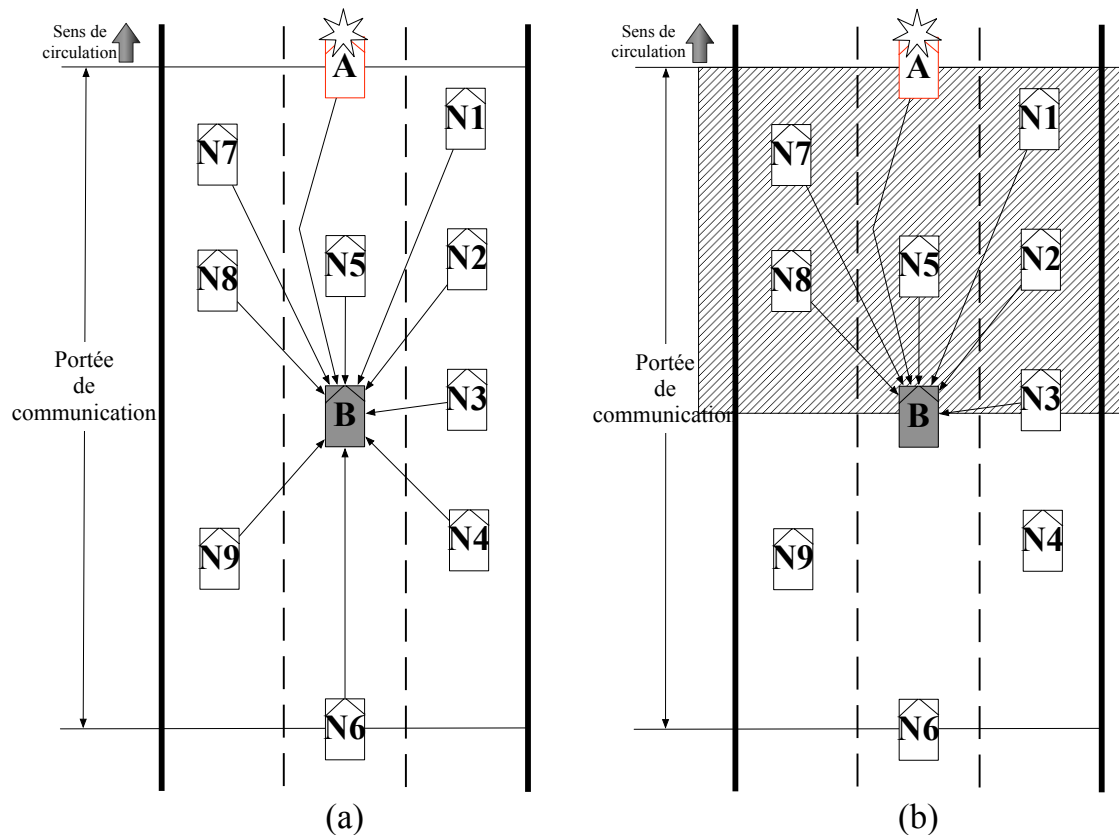 Sens de
circulation
A
N1
N7
N2
N5
N8
Portée
de
communication
N3
B
N4
N9
N6
(a)
Sens de
circulation
A
N1
N7
N2
N5
N8
Portée
de
communication
N3
B
N4
N9
N6
(b)